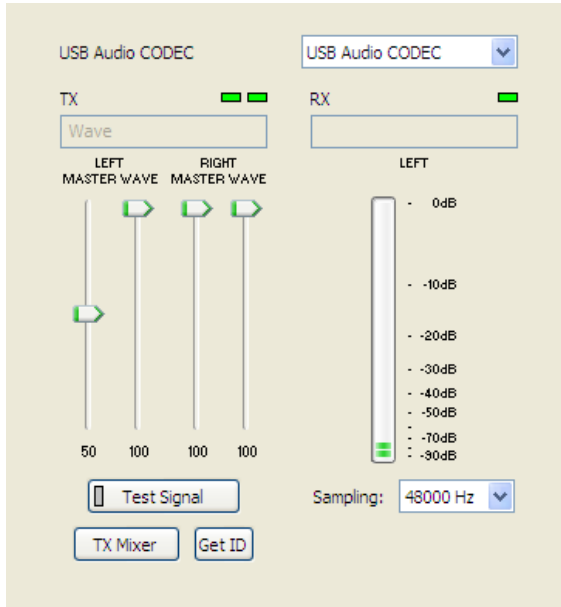 USB Audio CODEC
USB Audio CODEC
TX
RX
Wave
LEFT RIGHT
MASTER WAVE MASTER WAVE
LEFT
0dB
-10dB
-20dB
-30dB
-40dB
-50dB
-70dB
-90dB
50 100 100 100
Test Signal
Sampling: 48000 Hz
TX Mixer Get ID